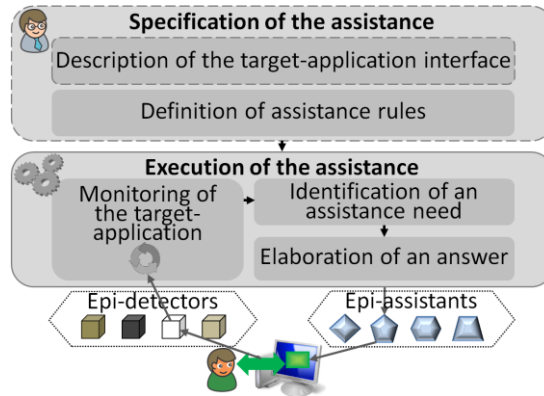 Specification of the assistance
Description of the target-application interface
Definition of assistance rules
Execution of the assistance
Monitoring of
the target-
application
Identification of an
assistance need
Elaboration of an answer
Epi-detectors
Epi-assistants